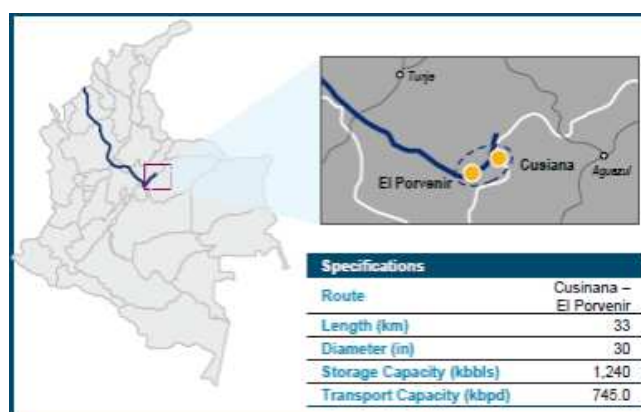 Tunja
El Porvenir
Cusiana
Aguazul
Specifications
Route Cusinana –
El Porvenir
Length (km) 33
Diameter (in) 30
Storage Capacity (kbbls) 1,240
Transport Capacity (kbpd) 745.0